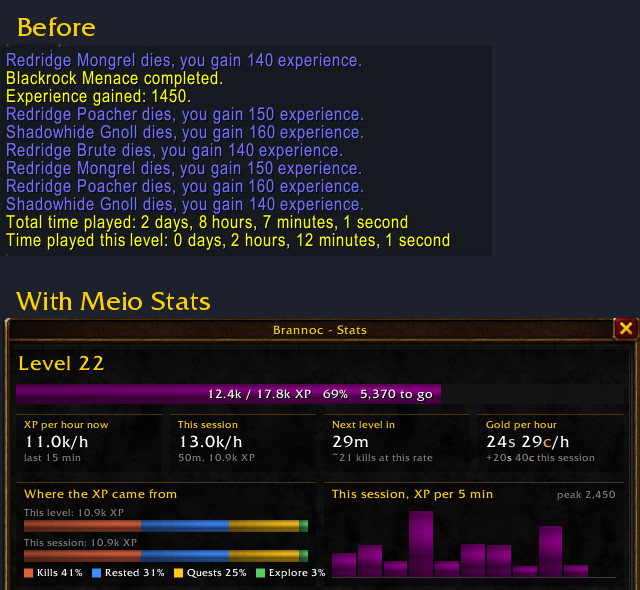 Before
Redridge Mongrel dies, you gain 140 experience.
Blackrock Menace completed.
Experience gained: 1450.
Redridge Poacher dies, you gain 150 experience.
Shadowhide Gnoll dies, you gain 160 experience.
Redridge Brute dies, you gain 140 experience.
Redridge Mongrel dies, you gain 150 experience.
Redridge Poacher dies, you gain 160 experience.
Shadowhide Gnoll dies, you gain 140 experience.
Total time played: 2 days, 8 hours, 7 minutes, 1 second
Time played this level: 0 days, 2 hours, 12 minutes, 1 second
With Meio Stats
Brannoc - Stats
Level 22
12.4k / 17.8k XP 69% 5,370 to go
XP per hour now
11.0k/h
last 15 min
This session
13.0k/h
50m, 10.9k XP
Next level in
29m
~21 kills at this rate
Gold per hour
24s 29c/h
+20s 40c this session
Where the XP came from
This level: 10.9k XP
This session: 10.9k XP
Kills 41% Rested 31% Quests 25% Explore 3%
This session, XP per 5 min
peak 2,450